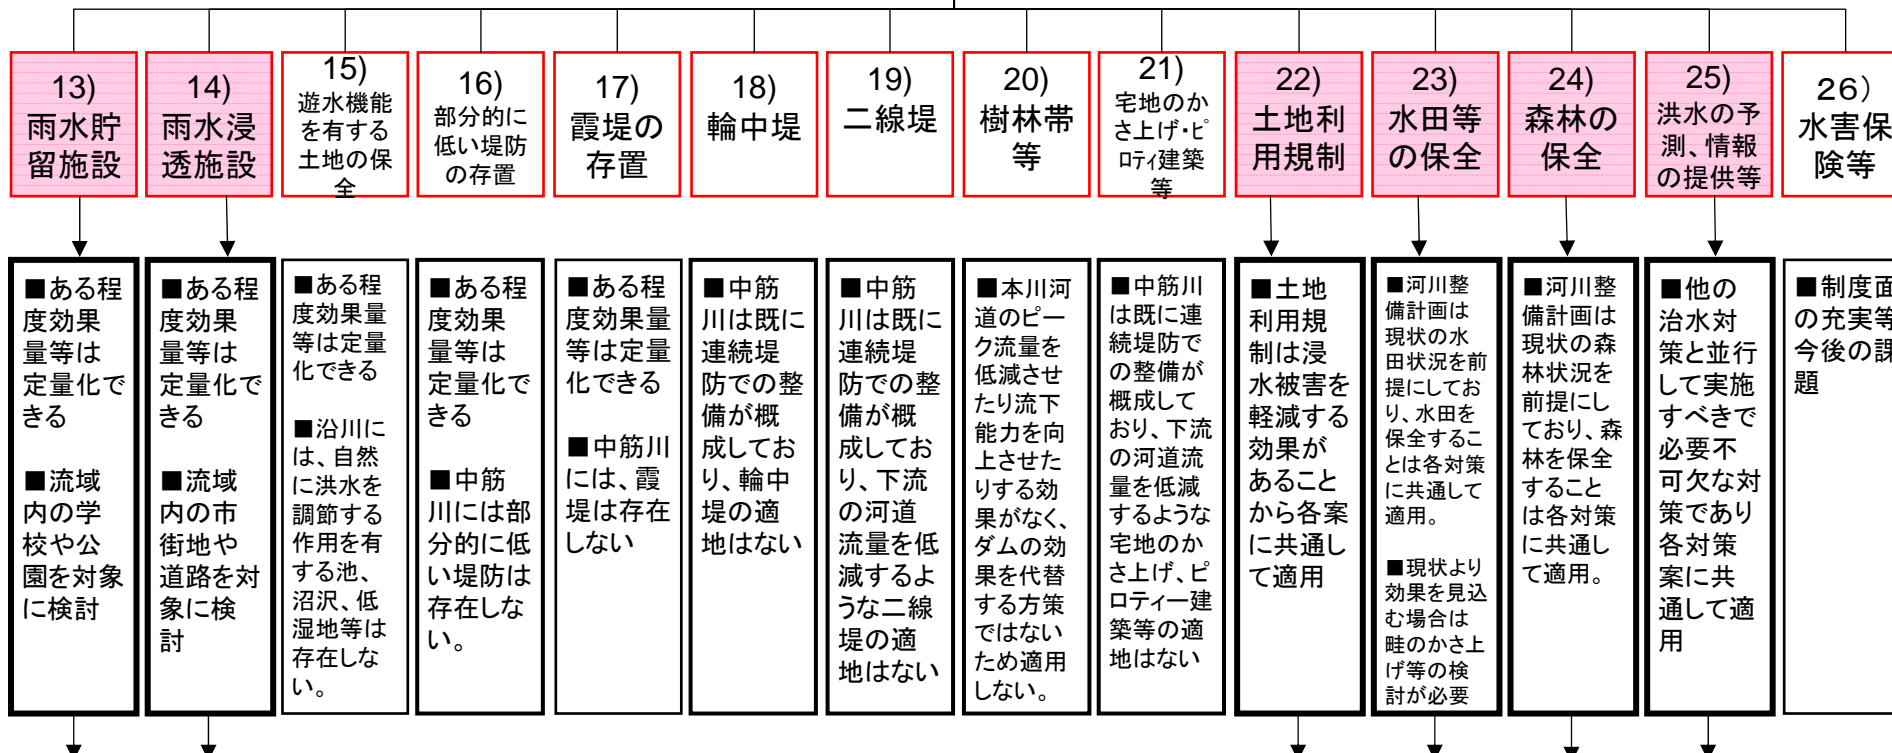 13)
雨水貯
留施設
14)
雨水浸
透施設
15)
遊水機能
を有する
土地の保
全
16)
部分的に
低い堤防
の存置
17)
霞堤の
存置
18)
輪中堤
19)
二線堤
20)
樹林帯
等
21)
宅地のか
さ上げ・ピ
ロティ建築
等
22)
土地利
用規制
23)
水田等
の保全
24)
森林の
保全
25)
洪水の予
測、情報
の提供等
26)
水害保
険等
■ある程
度効果
量等は
定量化で
きる
■流域
内の学
校や公
園を対象
に検討
■ある程
度効果
量等は
定量化で
きる
■流域
内の市
街地や
道路を対
象に検
討
■ある程
度効果量
等は定量
化できる
■沿川に
は、自然
に洪水を
調節する
作用を有
する池、
沼沢、低
湿地等は
存在しな
い。
■ある程
度効果
量等は
定量化で
きる
■中筋
川には部
分的に低
い堤防は
存在しな
い。
■ある程
度効果量
等は定量
化できる
■中筋川
には、霞
堤は存在
しない
■中筋
川は既に
連続堤
防での整
備が概
成してお
り、輪中
堤の適
地はない
■中筋
川は既に
連続堤
防での整
備が概
成してお
り、下流
の河道
流量を低
減するよ
うな二線
堤の適
地はない
■本川河
道のピー
ク流量を
低減させ
たり流下
能力を向
上させた
りする効
果がなく、
ダムの効
果を代替
する方策
ではない
ため適用
しない。
■中筋川
は既に連
続堤防で
の整備が
概成して
おり、下流
の河道流
量を低減
するような
宅地のか
さ上げ、ピ
ロティー建
築等の適
地はない
■土地
利用規
制は浸
水被害を
軽減する
効果が
あること
から各案
に共通し
て適用
■河川整
備計画は
現状の水
田状況を前
提にしてお
り、水田を
保全するこ
とは各対策
に共通して
適用。
■現状より
効果を見込
む場合は
畦のかさ上
げ等の検
討が必要
■河川整
備計画は
現状の森
林状況を
前提にし
ており、森
林を保全
すること
は各対策
に共通し
て適用。
■他の
治水対
策と並行
して実施
すべきで
必要不
可欠な対
策であり
各対策
案に共
通して適
用
■制度面
の充実等
今後の課
題